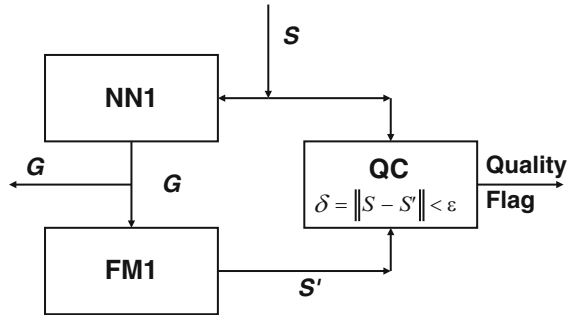 S
NN1
QC
δ = ||S − S'|| < ε
Quality
Flag
G
G
FM1
S'